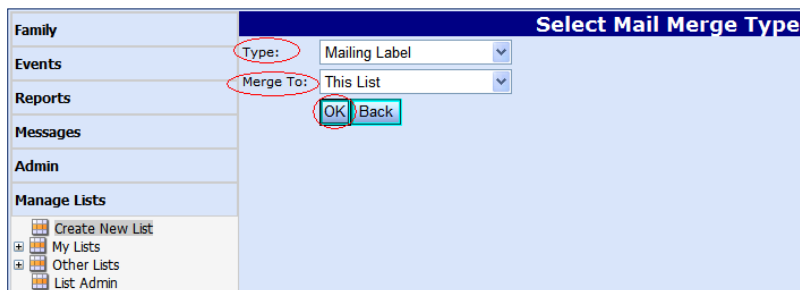 Select Mail Merge Type
Family
Events
Reports
Messages
Admin
Manage Lists
Create New List
My Lists
Other Lists
List Admin
Type: Mailing Label
Merge To: This List
OK Back